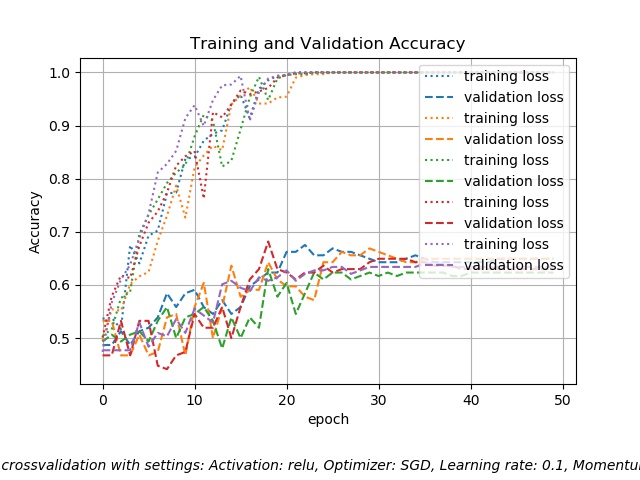 Training and Validation Accuracy
1.0
0.9
0.8
0.7
0.6
0.5
Accuracy
training loss
validation loss
training loss
validation loss
training loss
validation loss
training loss
validation loss
training loss
validation loss
0 10 20 30 40 50
epoch
crossvalidation with settings: Activation: relu, Optimizer: SGD, Learning rate: 0.1,